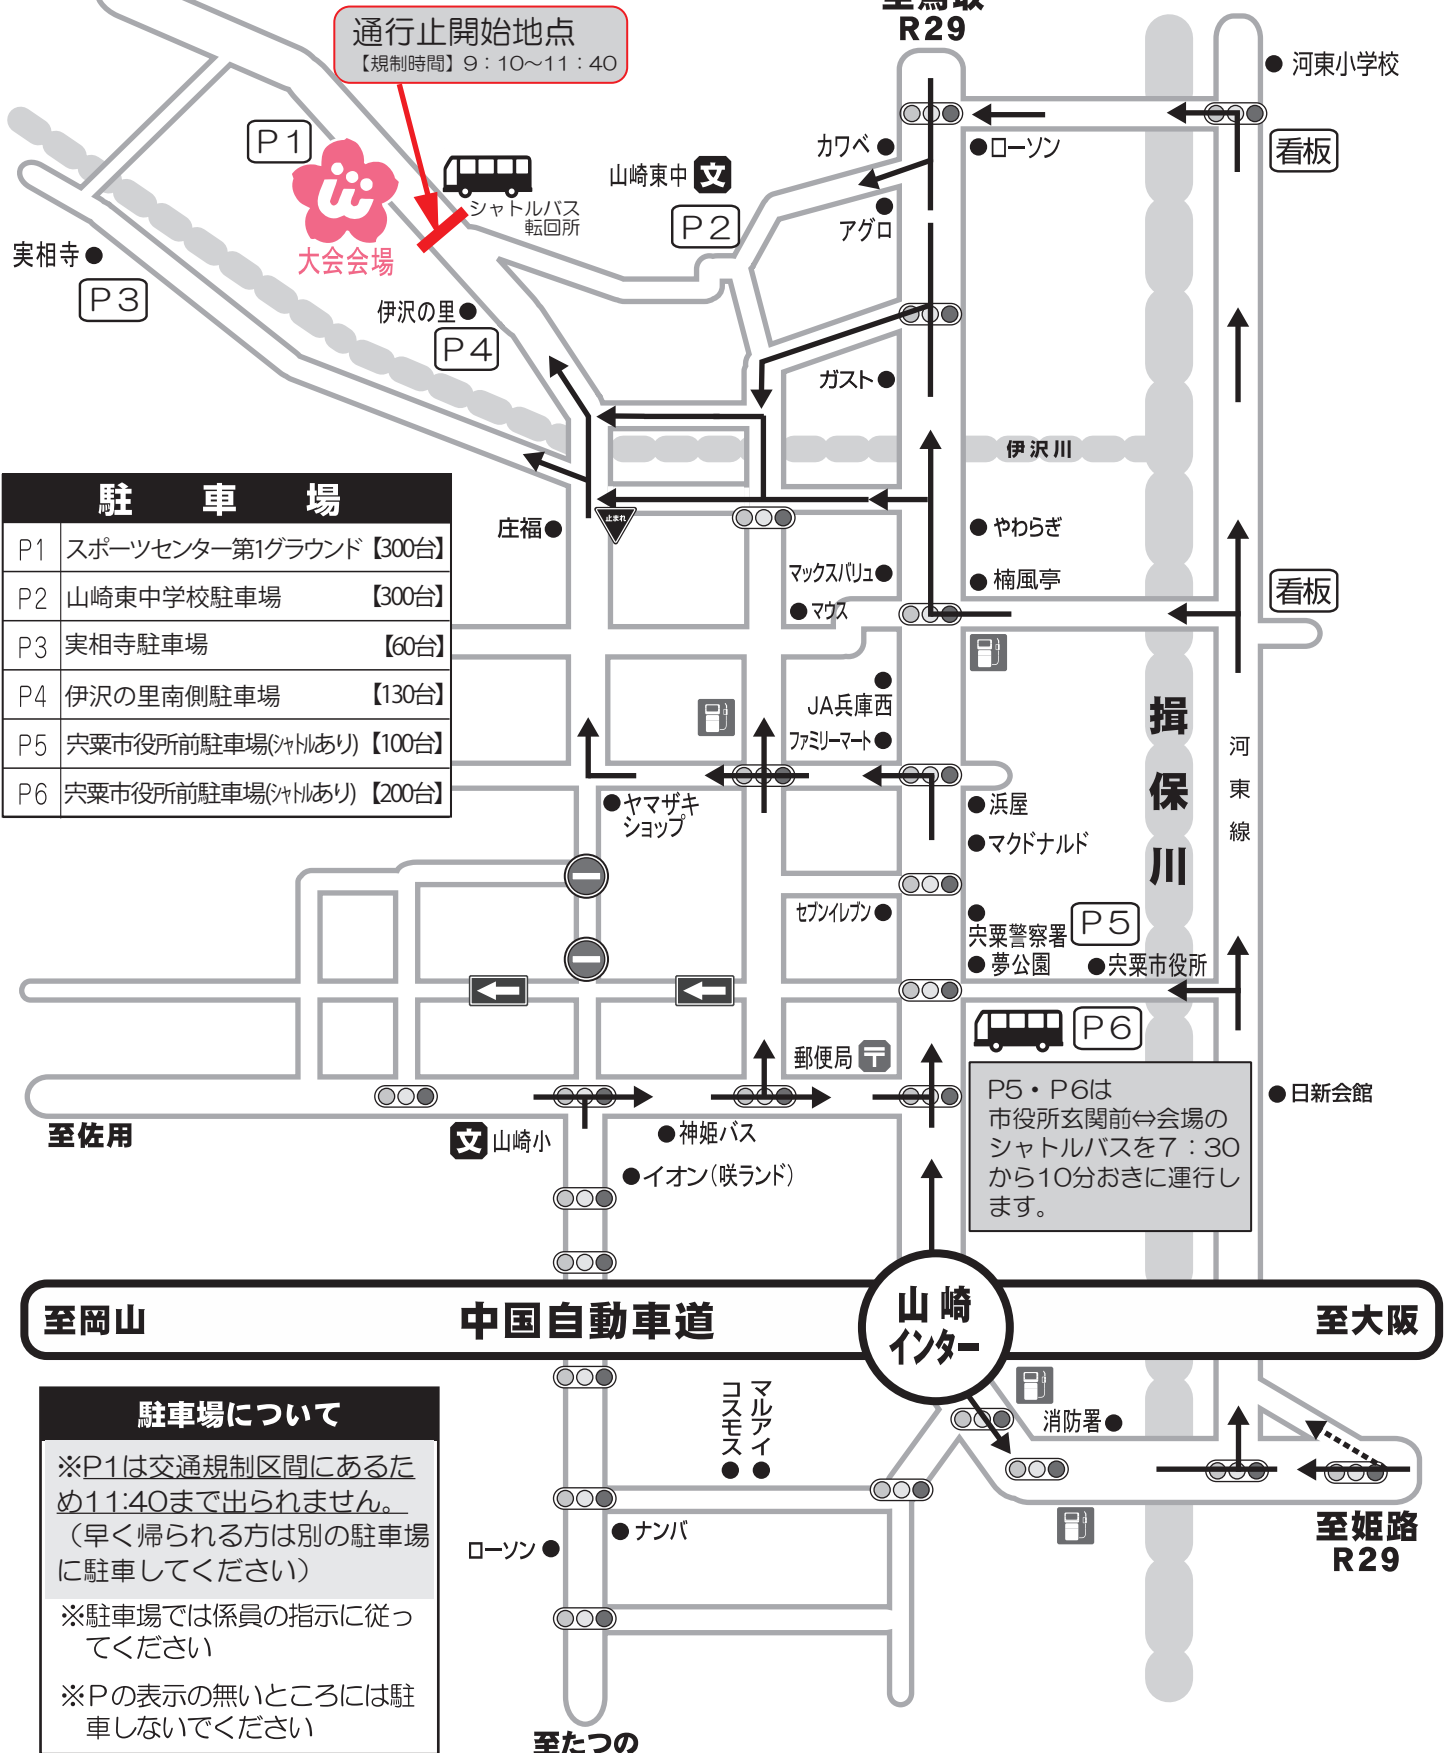 至鳥取
R29
通行止開始地点
【規制時間】9：10～11：40
河東小学校
P1
カワベ
ローソン
看板
山崎東中
文
シャトルバス
転回所
P2
アグロ
大会会場
実相寺
P3
伊沢の里
P4
ガスト
伊沢川
駐車場
P1 スポーツセンター第1グラウンド【300台】
P2 山崎東中学校駐車場【300台】
P3 実相寺駐車場【60台】
P4 伊沢の里南側駐車場【130台】
P5 宍粟市役所前駐車場(シャトルあり)【100台】
P6 宍粟市役所前駐車場(シャトルあり)【200台】
庄福
止まれ
やわらぎ
マックスバリュ
楠風亭
マウス
看板
JA兵庫西
ファミリーマート
揖保川
河東線
ヤマザキ
ショップ
浜屋
マクドナルド
セブンイレブン
宍粟警察署
P5
夢公園
宍粟市役所
P6
郵便局
〒
P5・P6は
市役所玄関前⇔会場の
シャトルバスを7：30
から10分おきに運行し
ます。
日新会館
至佐用
文
山崎小
神姫バス
イオン(咲ランド)
至岡山
中国自動車道
山崎
インター
至大阪
駐車場について
※P1は交通規制区間にあるた
め11:40まで出られません。
（早く帰られる方は別の駐車場
に駐車してください）
※駐車場では係員の指示に従っ
てください
※Pの表示の無いところには駐
車しないでください
マルアイ
コスモス
消防署
ローソン
ナンバ
至姫路
R29
至たつの